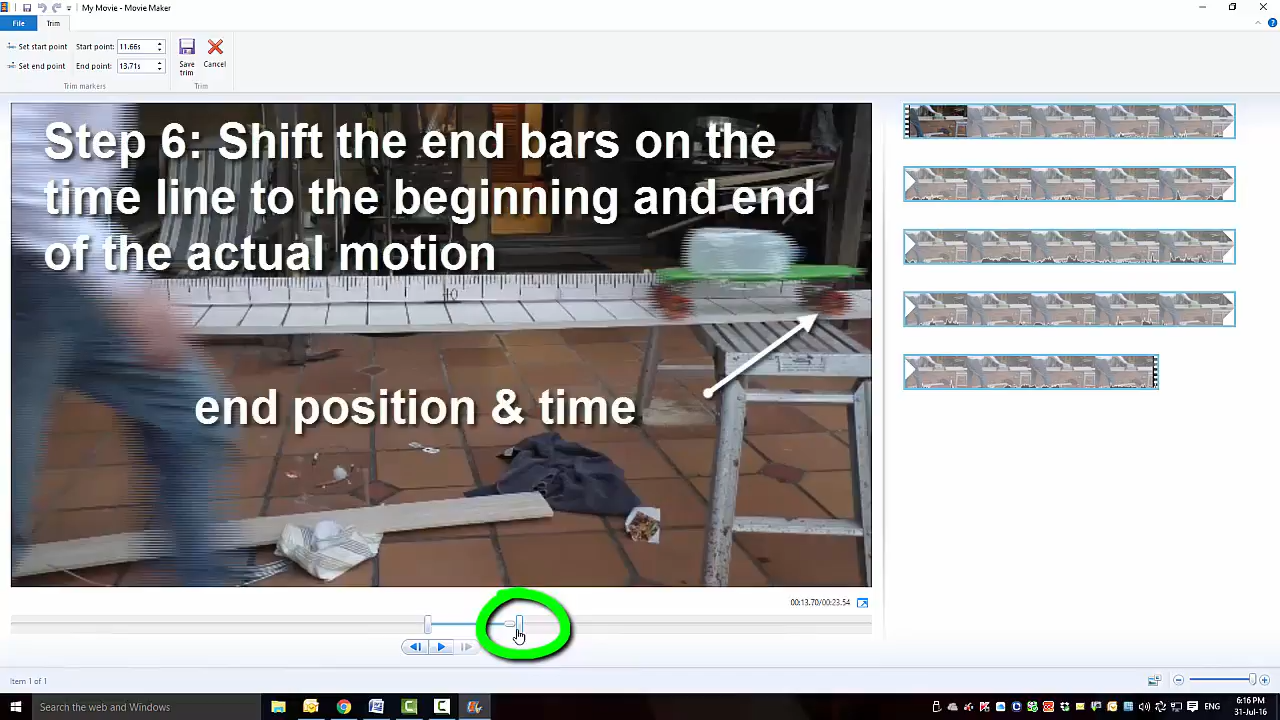 My Movie - Movie Maker
File
Trim
Set start point
Start point: 11.66s
Set end point
End point: 13.71s
Save trim
Cancel
Trim markers
Trim
Step 6: Shift the end bars on the
time line to the beginning and end
of the actual motion
40
end position & time
00:13.70/00:23.54
Item 1 of 1
Search the web and Windows
ENG
6:16 PM
31-Jul-16